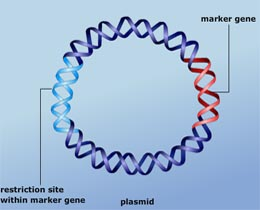 marker gene
restriction site
within marker gene
plasmid